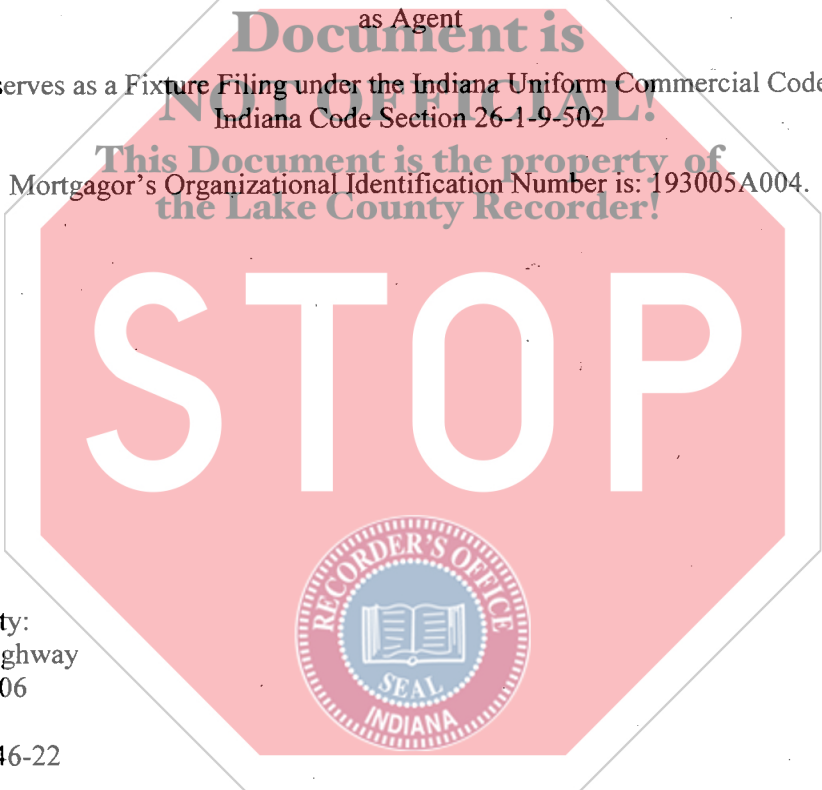 as Agent
Document is
serves as a Fixture Filing under the Indiana Uniform Commercial Code
NOT OFFICIAL!
Indiana Code Section 26-1-9-502
This Document is the property of
Mortgagor's Organizational Identification Number is: 193005A004.
the Lake County Recorder!
STOP
RECORDER'S OFFICE
SEAL
INDIANA
ty:
ghway
06
46-22